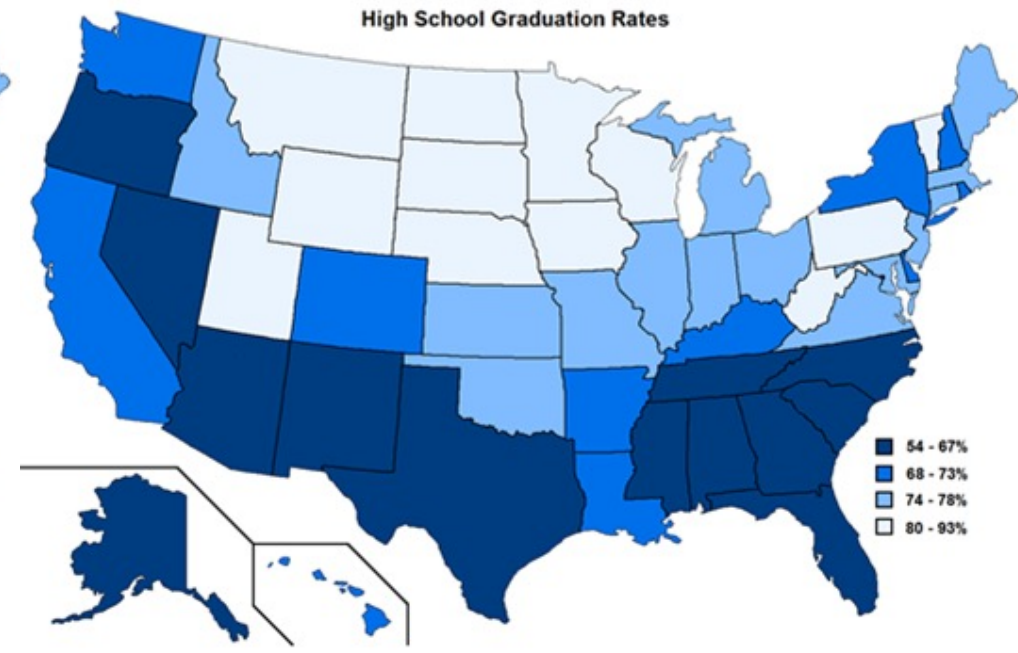 High School Graduation Rates
54 - 67%
68 - 73%
74 - 78%
80 - 93%